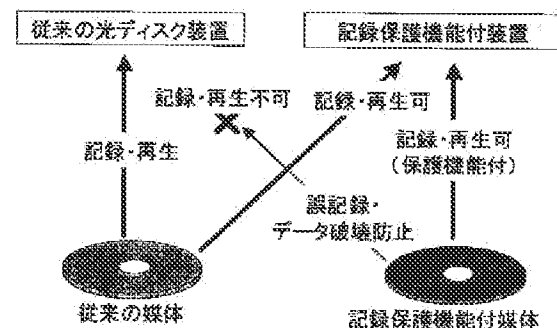 従来の光ディスク装置
記録保護機能付装置
記録・再生不可
記録・再生可
記録・再生
記録・再生可
(保護機能付)
誤記録・
データ破壊防止
従来の媒体
記録保護機能付媒体